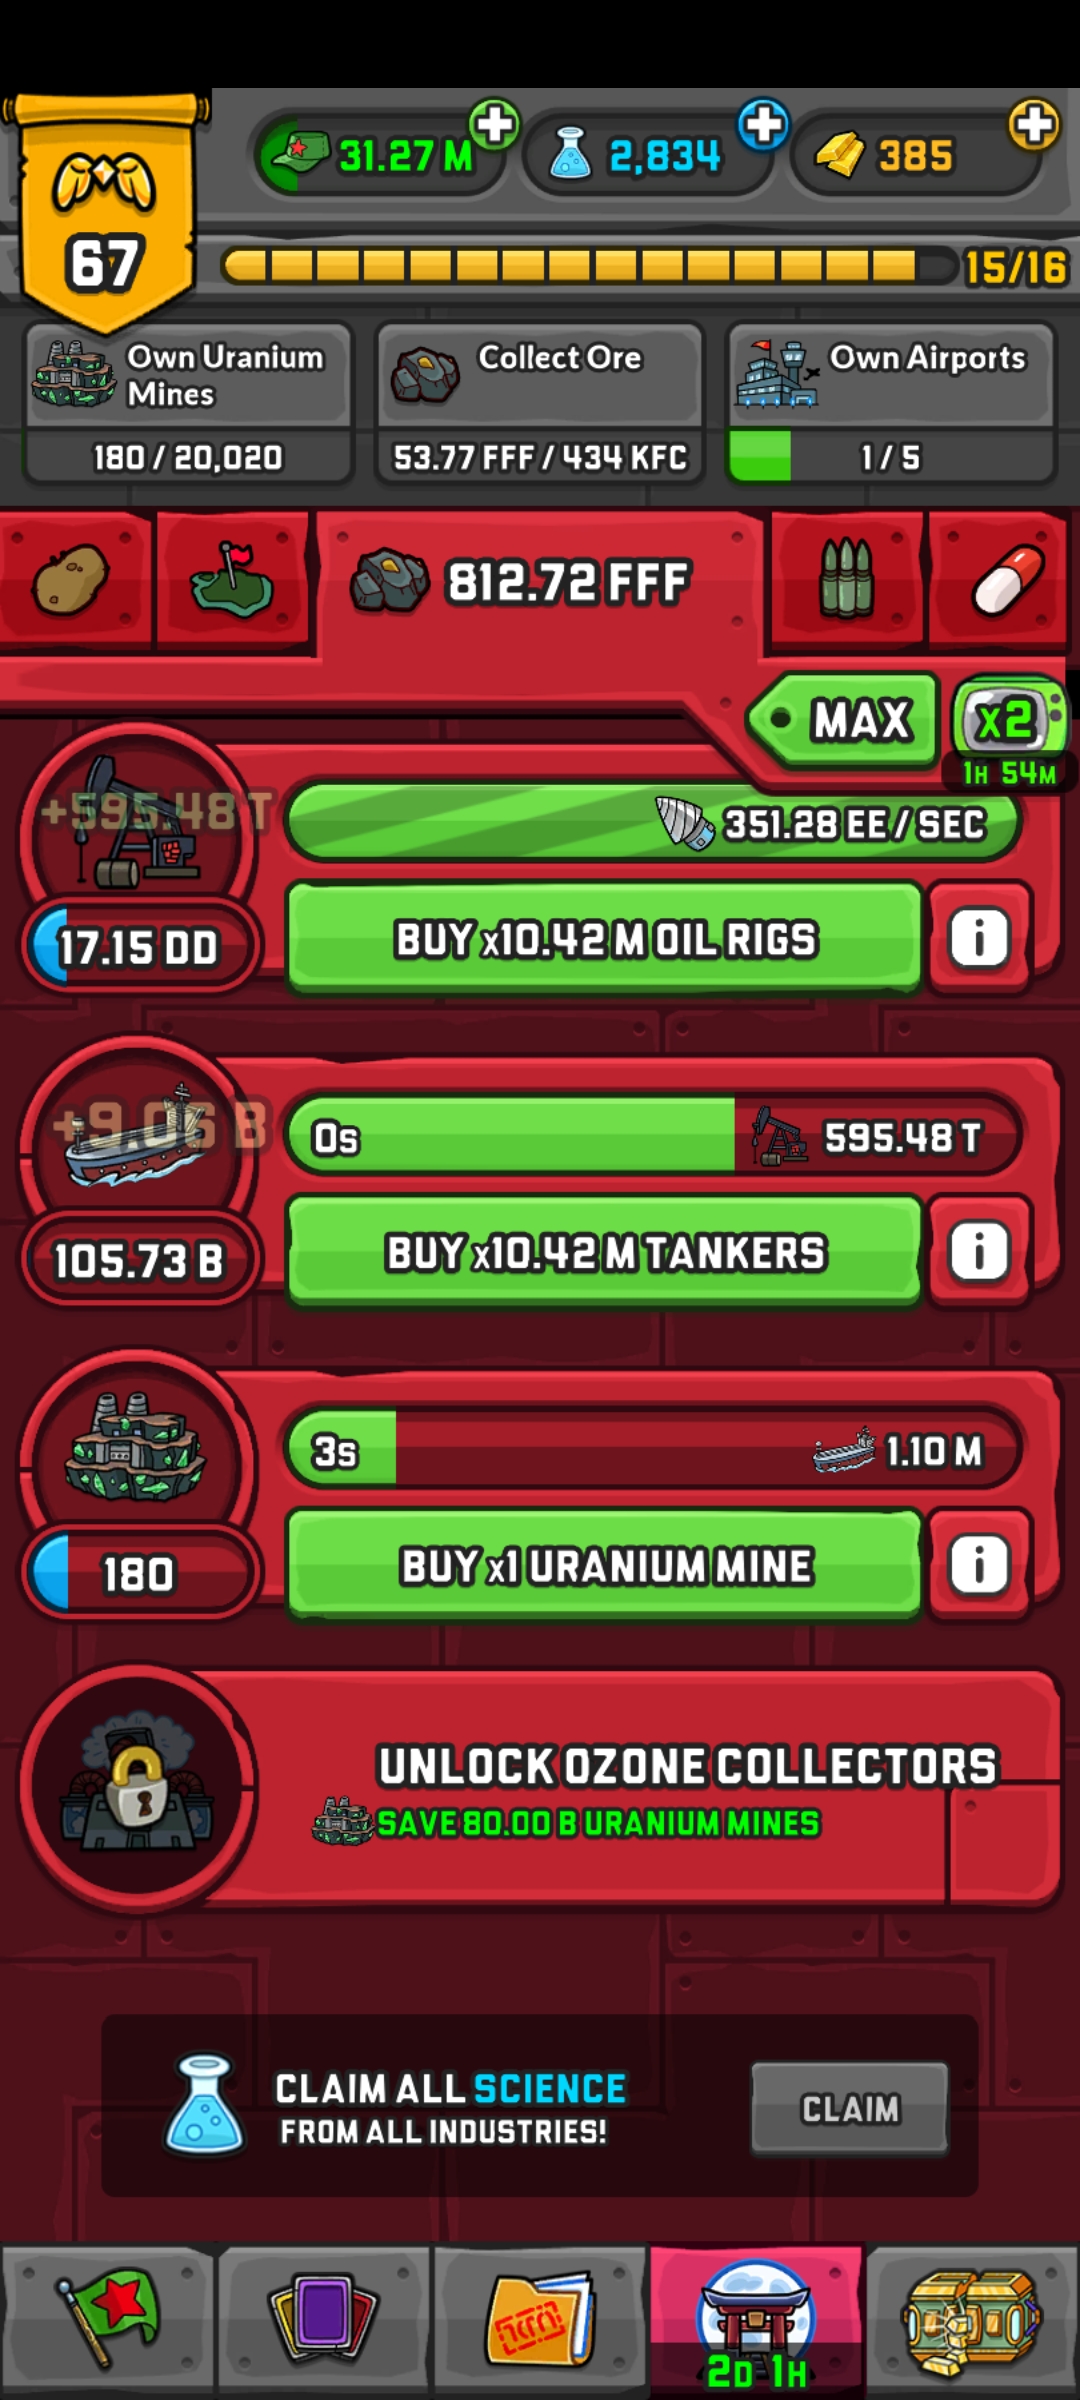 31.27 M
2,834
385
67
15/16
Own Uranium
Mines
180 / 20,020
Collect Ore
53.77 FFF / 434 KFC
Own Airports
1 / 5
812.72 FFF
MAX
x2
1H 54M
+595.48 T
351.28 EE / SEC
17.15 DD
BUY x10.42 M OIL RIGS
i
+9.06 B
0s
595.48 T
105.73 B
BUY x10.42 M TANKERS
i
3s
1.10 M
180
BUY x1 URANIUM MINE
i
UNLOCK OZONE COLLECTORS
SAVE 80.00 B URANIUM MINES
CLAIM ALL SCIENCE
FROM ALL INDUSTRIES!
CLAIM
2D 1H